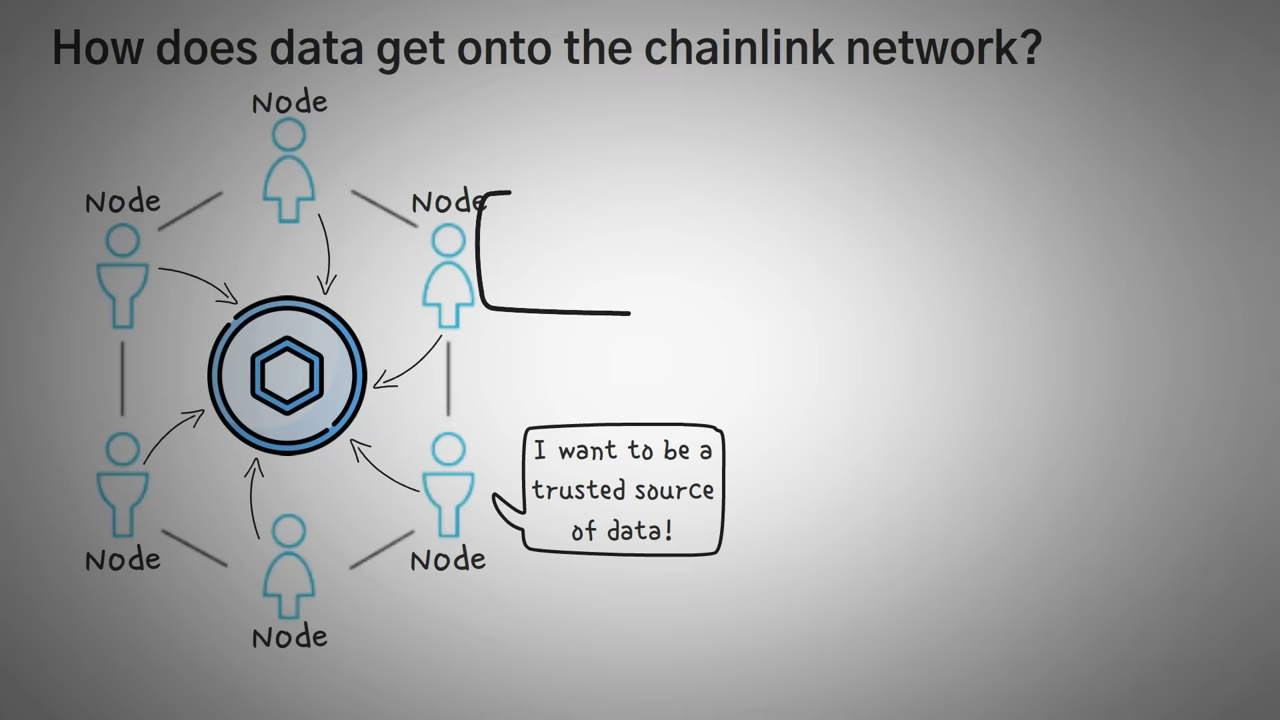 How does data get onto the chainlink network?
Node
Node
Node
I want to be a
trusted source
of data!
Node
Node
Node